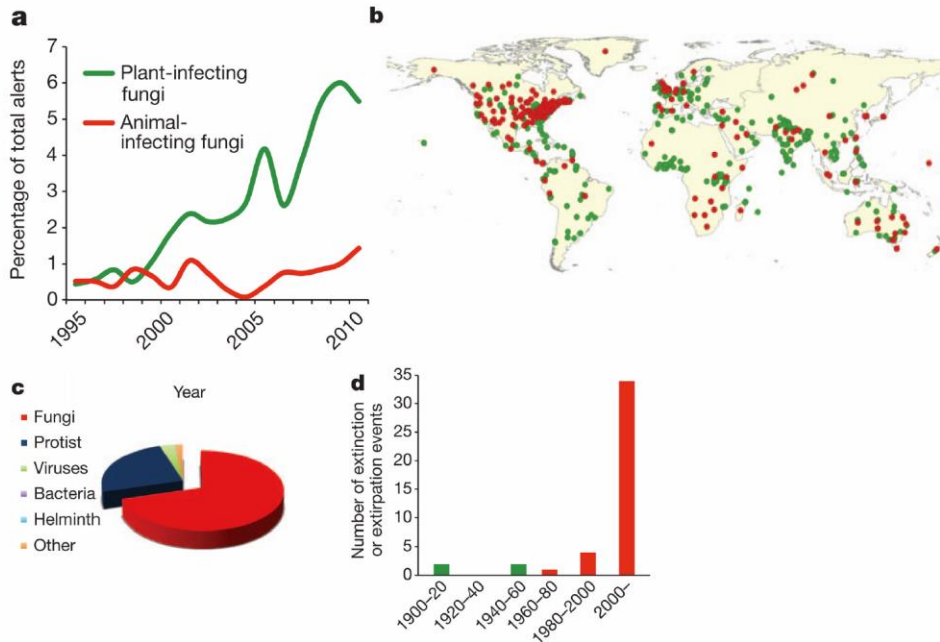 a
Percentage of total alerts
7
6
5
4
3
2
1
0
Plant-infecting
fungi
Animal-
infecting fungi
1995
2000
2005
2010
Year
b
c
Fungi
Protist
Viruses
Bacteria
Helminth
Other
d
Number of extinction
or extirpation events
35
30
25
20
15
10
5
0
1900–20
1920–40
1940–60
1960–80
1980–2000
2000–